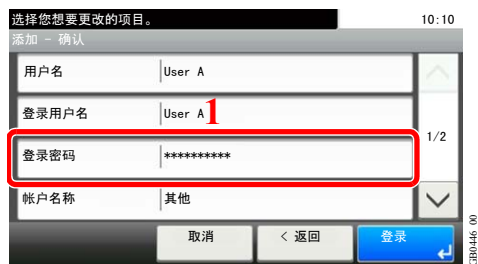 选择您想要更改的项目。 10:10
添加 - 确认
用户名 User A
登录用户名 User A 1
1/2
登录密码 **********
帐户名称 其他
取消 < 返回 登录
GB0446_00